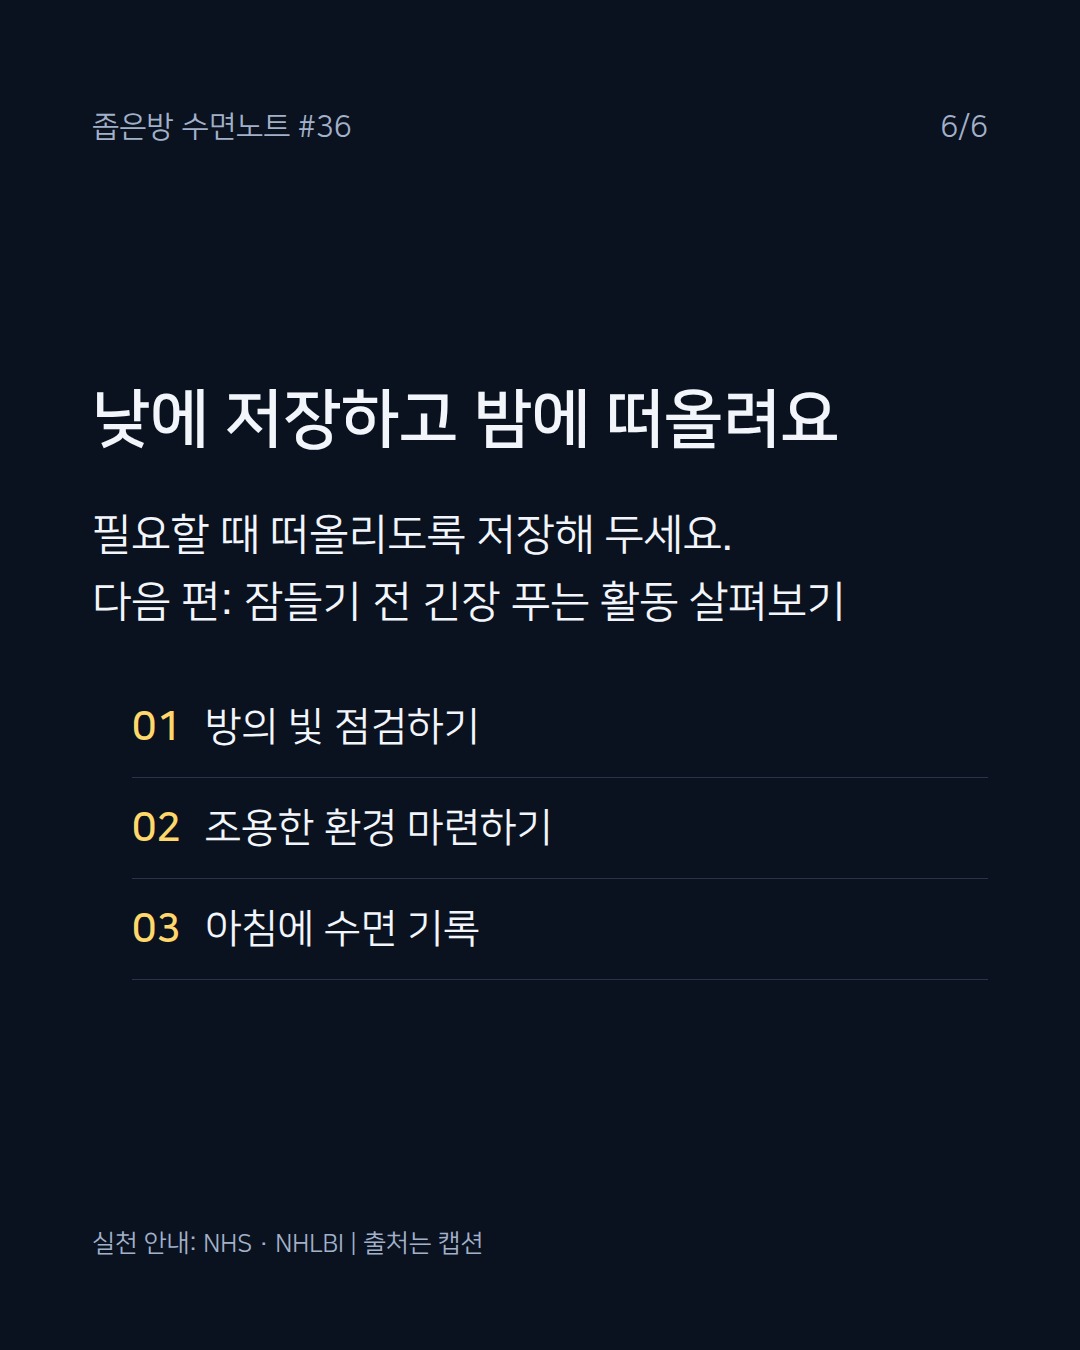 좁은방 수면노트 #36
6/6
낮에 저장하고 밤에 떠올려요
필요할 때 떠올리도록 저장해 두세요.
다음 편: 잠들기 전 긴장 푸는 활동 살펴보기
01 방의 빛 점검하기
02 조용한 환경 마련하기
03 아침에 수면 기록
실천 안내: NHS · NHLBI | 출처는 캡션